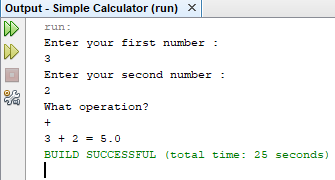 Output - Simple Calculator (run) ×
run:
Enter your first number :
3
Enter your second number :
2
What operation?
+
3 + 2 = 5.0
BUILD SUCCESSFUL (total time: 25 seconds)